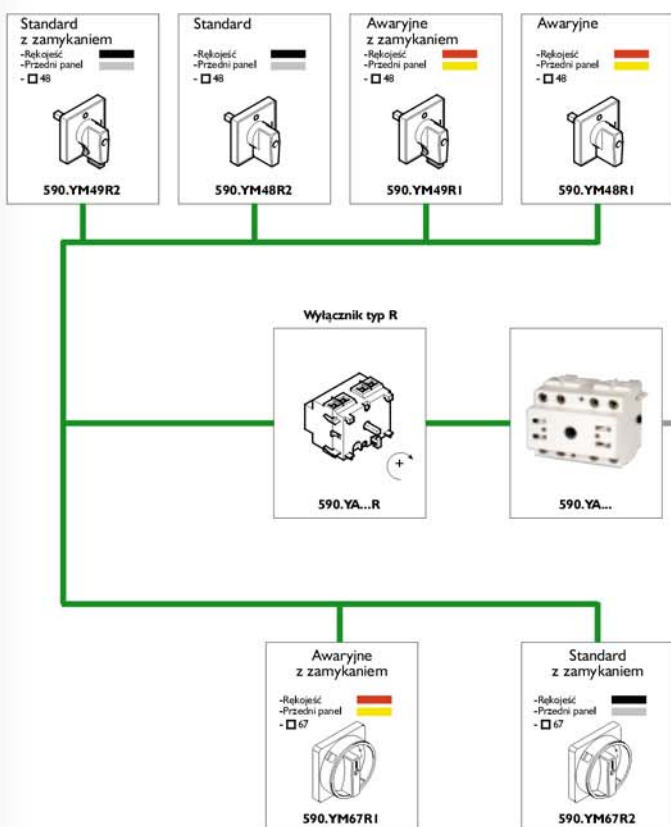 Standard
z zamykaniem
-Rękojeść
-Przedni panel
- □ 48
590.YM49R2
Standard
-Rękojeść
-Przedni panel
- □ 48
590.YM48R2
Awaryjne
z zamykaniem
-Rękojeść
-Przedni panel
- □ 48
590.YM49R1
Awaryjne
-Rękojeść
-Przedni panel
- □ 48
590.YM48R1
Wyłącznik typ R
590.YA...R
590.YA...
Awaryjne
z zamykaniem
-Rękojeść
-Przedni panel
- □ 67
590.YM67R1
Standard
z zamykaniem
-Rękojeść
-Przedni panel
- □ 67
590.YM67R2